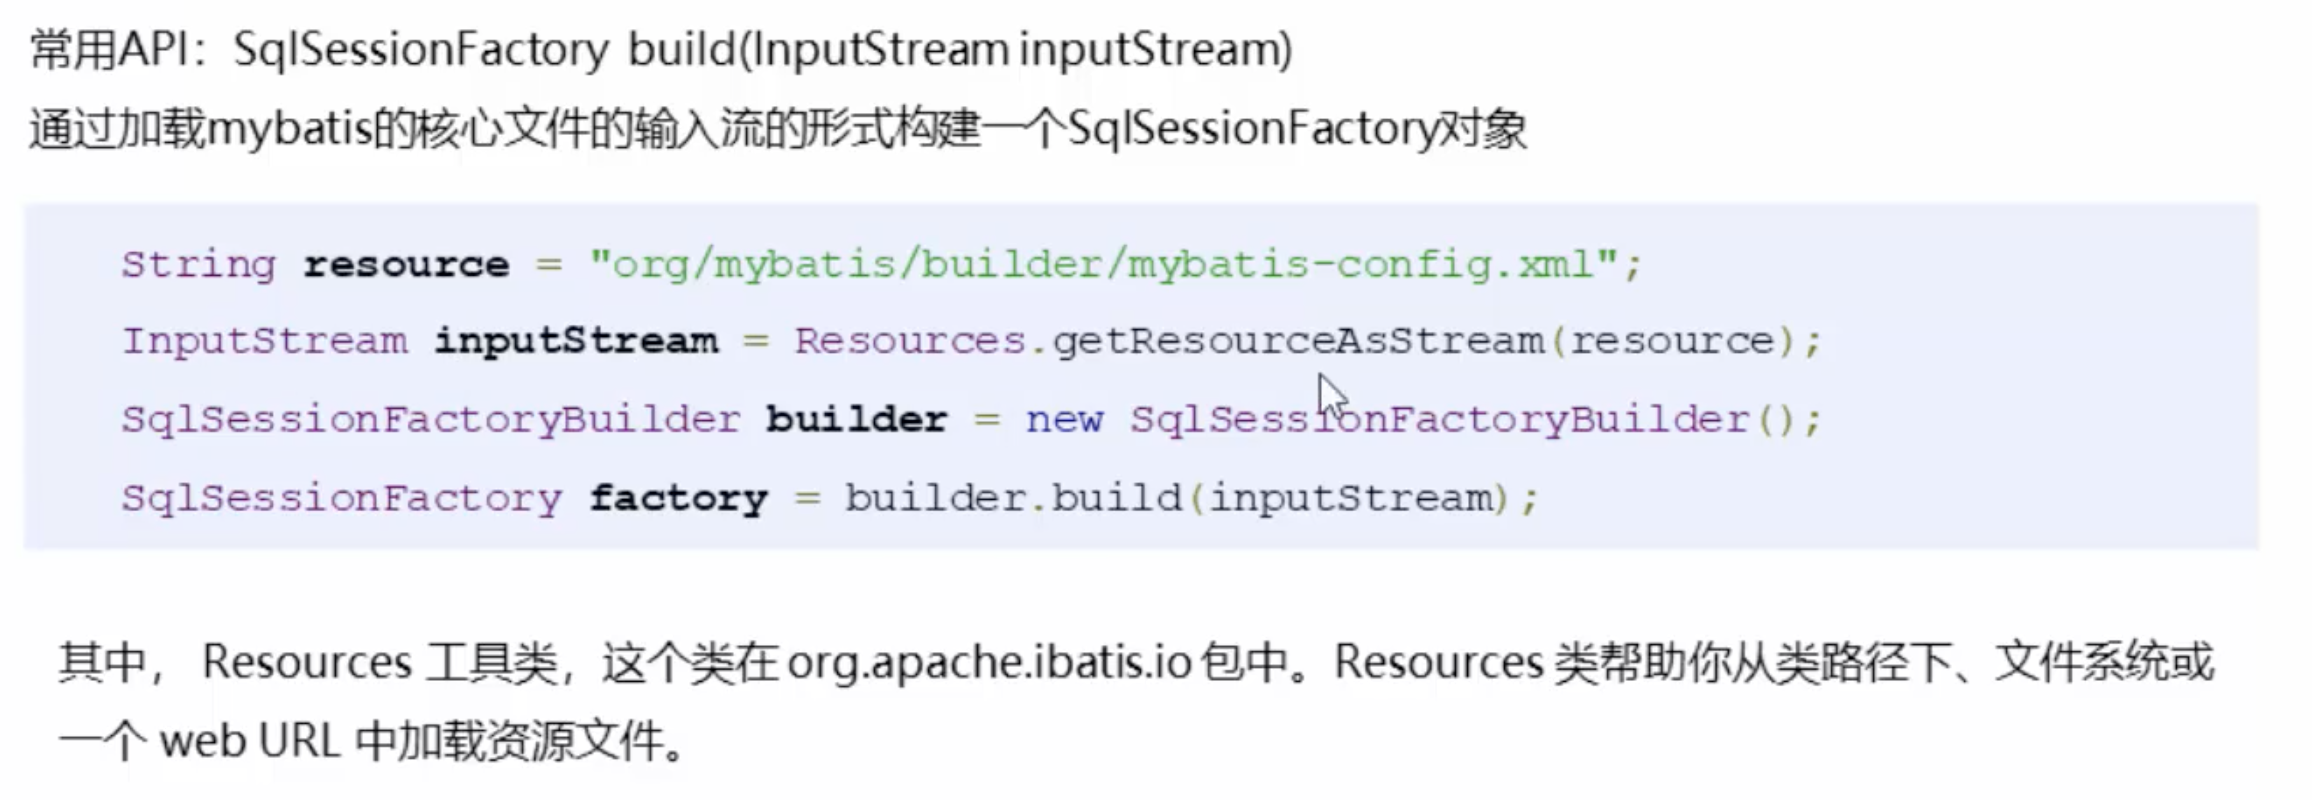 常用API：SqlSessionFactory build(InputStream inputStream)
通过加载mybatis的核心文件的输入流的形式构建一个SqlSessionFactory对象
String resource = "org/mybatis/builder/mybatis-config.xml";
InputStream inputStream = Resources.getResourceAsStream(resource);
SqlSessionFactoryBuilder builder = new SqlSessionFactoryBuilder();
SqlSessionFactory factory = builder.build(inputStream);
其中， Resources 工具类，这个类在 org.apache.ibatis.io 包中。Resources 类帮助你从类路径下、文件系统或
一个 web URL 中加载资源文件。